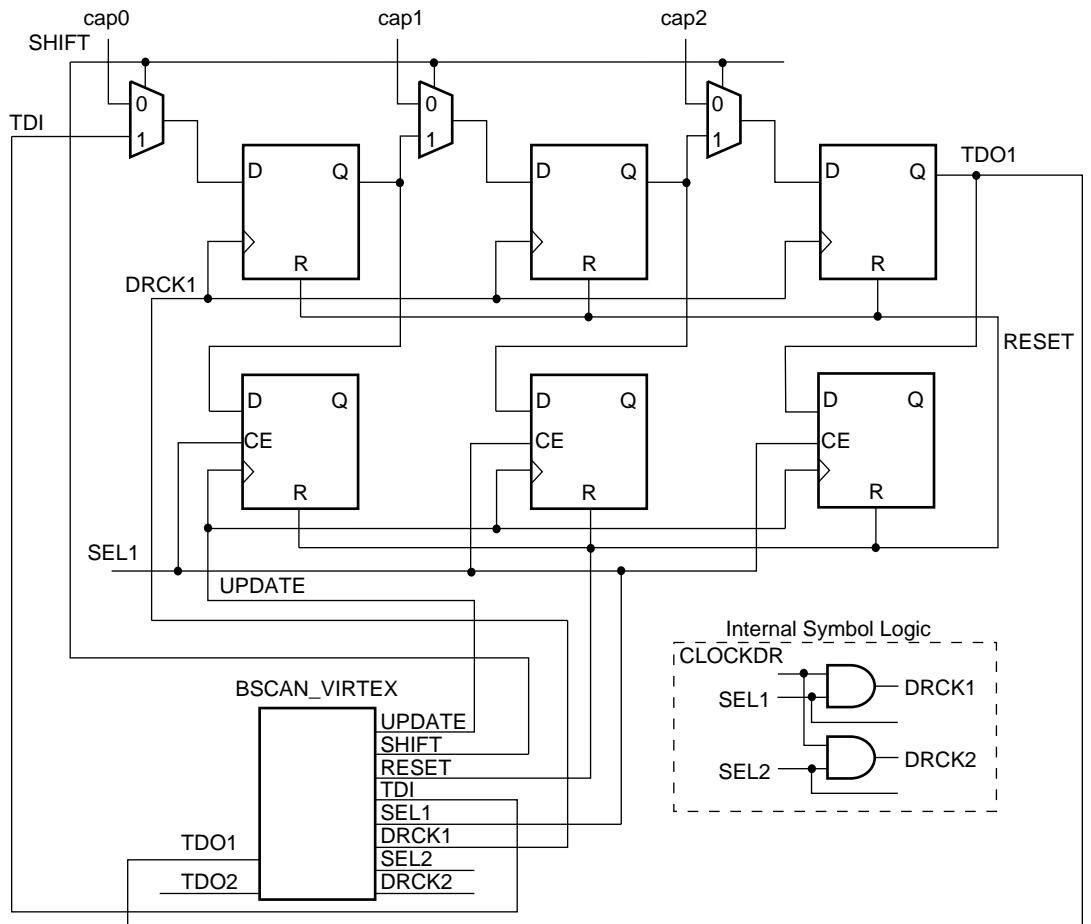 cap0 cap1 cap2
SHIFT
0 0 0
TDI 1 1 1
TDO1
D Q D Q D Q
R R R
DRCK1
RESET
D Q D Q D Q
CE CE CE
R R R
SEL1
UPDATE
Internal Symbol Logic
CLOCKDR
SEL1 DRCK1
SEL2 DRCK2
BSCAN_VIRTEX
UPDATE
SHIFT
RESET
TDI
SEL1
TDO1 DRCK1
SEL2
TDO2 DRCK2